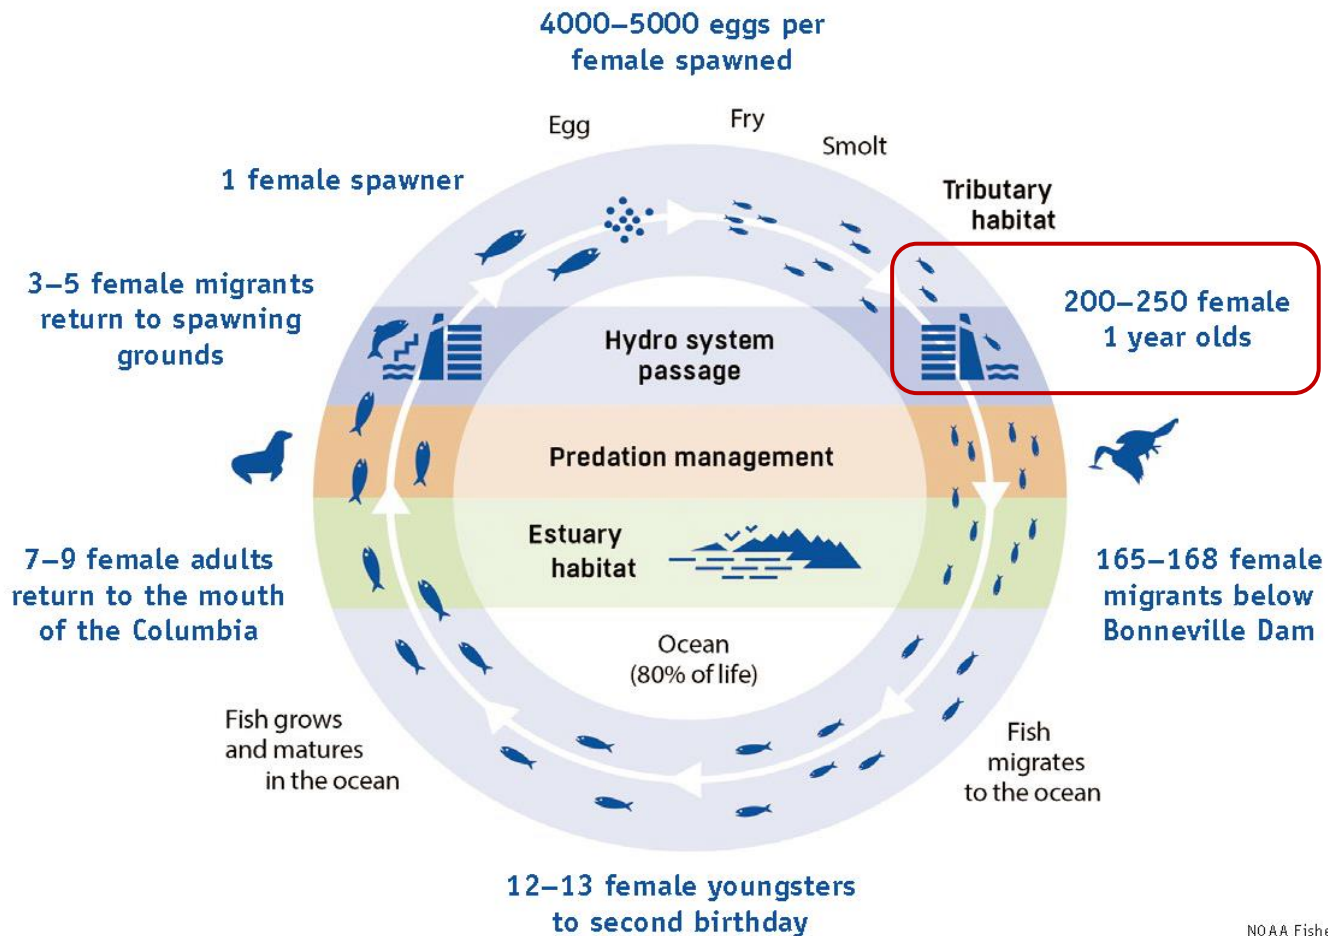 4000–5000 eggs per
female spawned
Egg
Fry
Smolt
1 female spawner
Tributary
habitat
3–5 female migrants
return to spawning
grounds
200–250 female
1 year olds
Hydro system
passage
Predation management
Estuary
habitat
7–9 female adults
return to the mouth
of the Columbia
165–168 female
migrants below
Bonneville Dam
Ocean
(80% of life)
Fish grows
and matures
in the ocean
Fish
migrates
to the ocean
12–13 female youngsters
to second birthday
NOAA Fishe